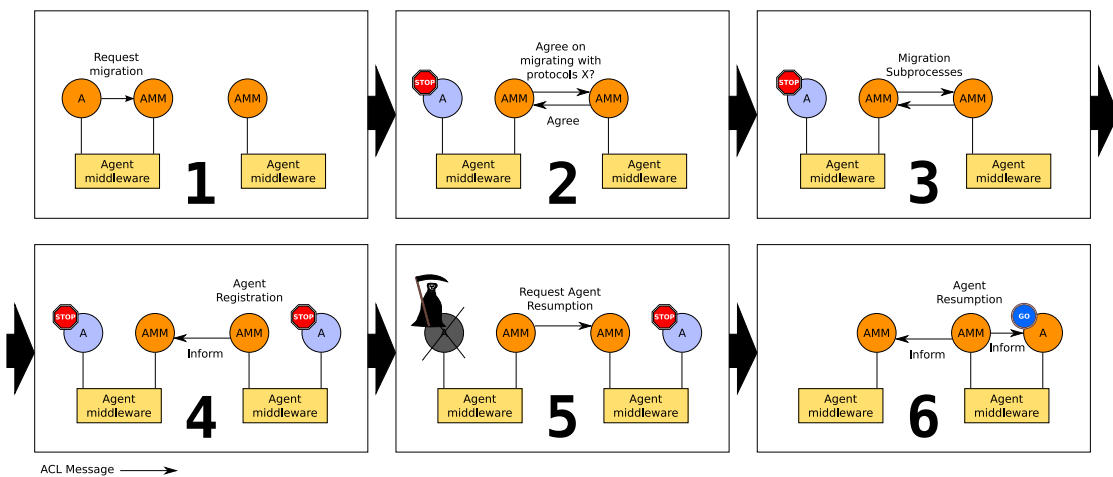 Request
migration
A
AMM
AMM
Agent
middleware
Agent
middleware
1
Agree on
migrating with
protocols X?
STOP
A
AMM
AMM
Agree
Agent
middleware
Agent
middleware
2
Migration
Subprocesses
STOP
A
AMM
AMM
Agent
middleware
Agent
middleware
3
Agent
Registration
STOP
A
AMM
AMM
STOP
A
Inform
Agent
middleware
Agent
middleware
4
Request Agent
Resumption
A
AMM
AMM
STOP
A
Agent
middleware
Agent
middleware
5
Agent
Resumption
GO
AMM
AMM
A
Inform
Inform
Agent
middleware
Agent
middleware
6
ACL Message